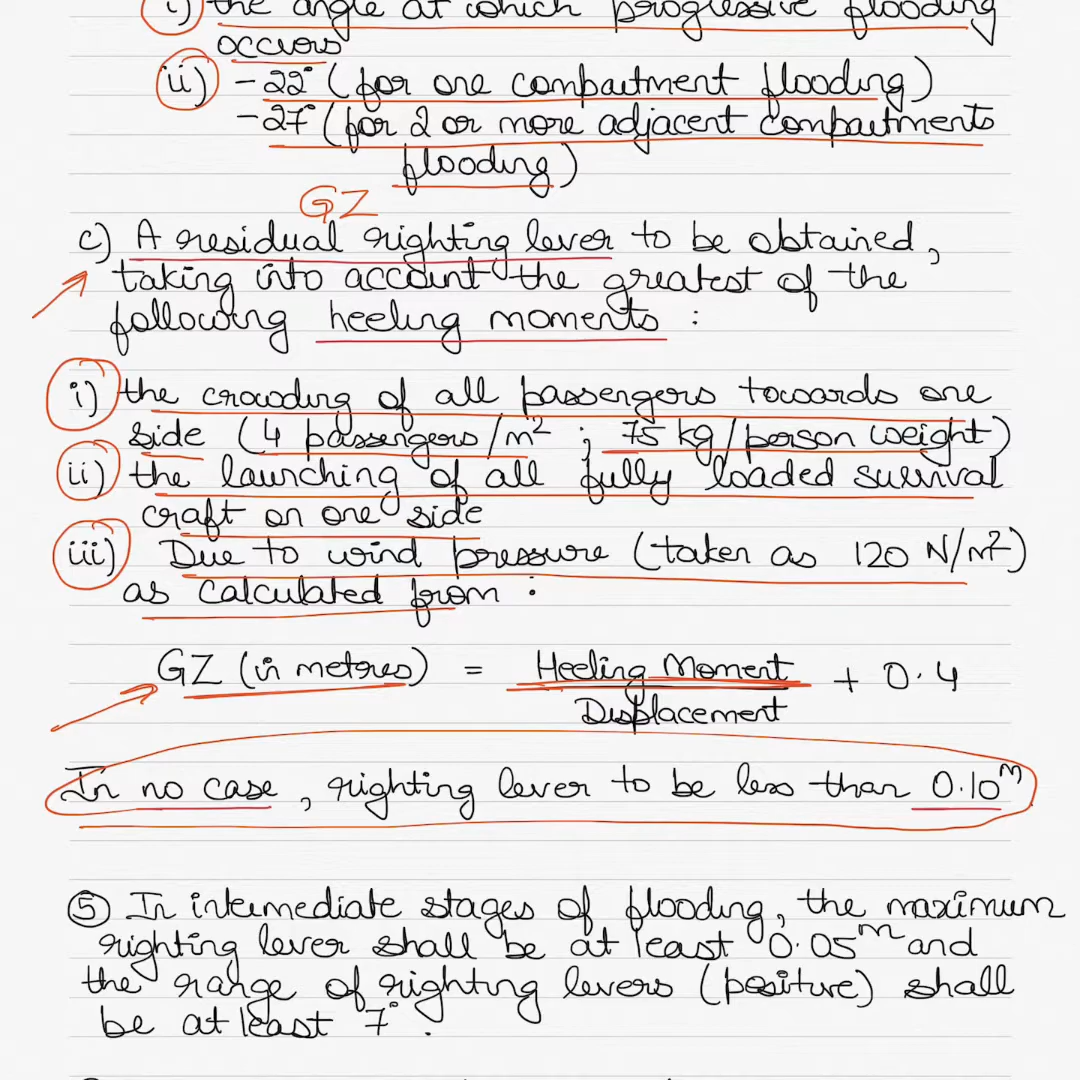 i) the angle at which progressive flooding
occurs
ii) -22° (for one compartment flooding)
-27° (for 2 or more adjacent compartments
flooding)
GZ
c) A residual righting lever to be obtained,
taking into account the greatest of the
following heeling moments :
i) the crowding of all passengers towards one
side (4 passengers/m² ; 75 kg/person weight)
ii) the launching of all fully loaded survival
craft on one side
iii) Due to wind pressure (taken as 120 N/m²)
as calculated from :
GZ (in metres) = Heeling Moment + 0.4
Displacement
In no case, righting lever to be less than 0.10ᵐ
⑤ In intermediate stages of flooding, the maximum
righting lever shall be at least 0.05ᵐ and
the range of righting levers (positive) shall
be at least 7°.